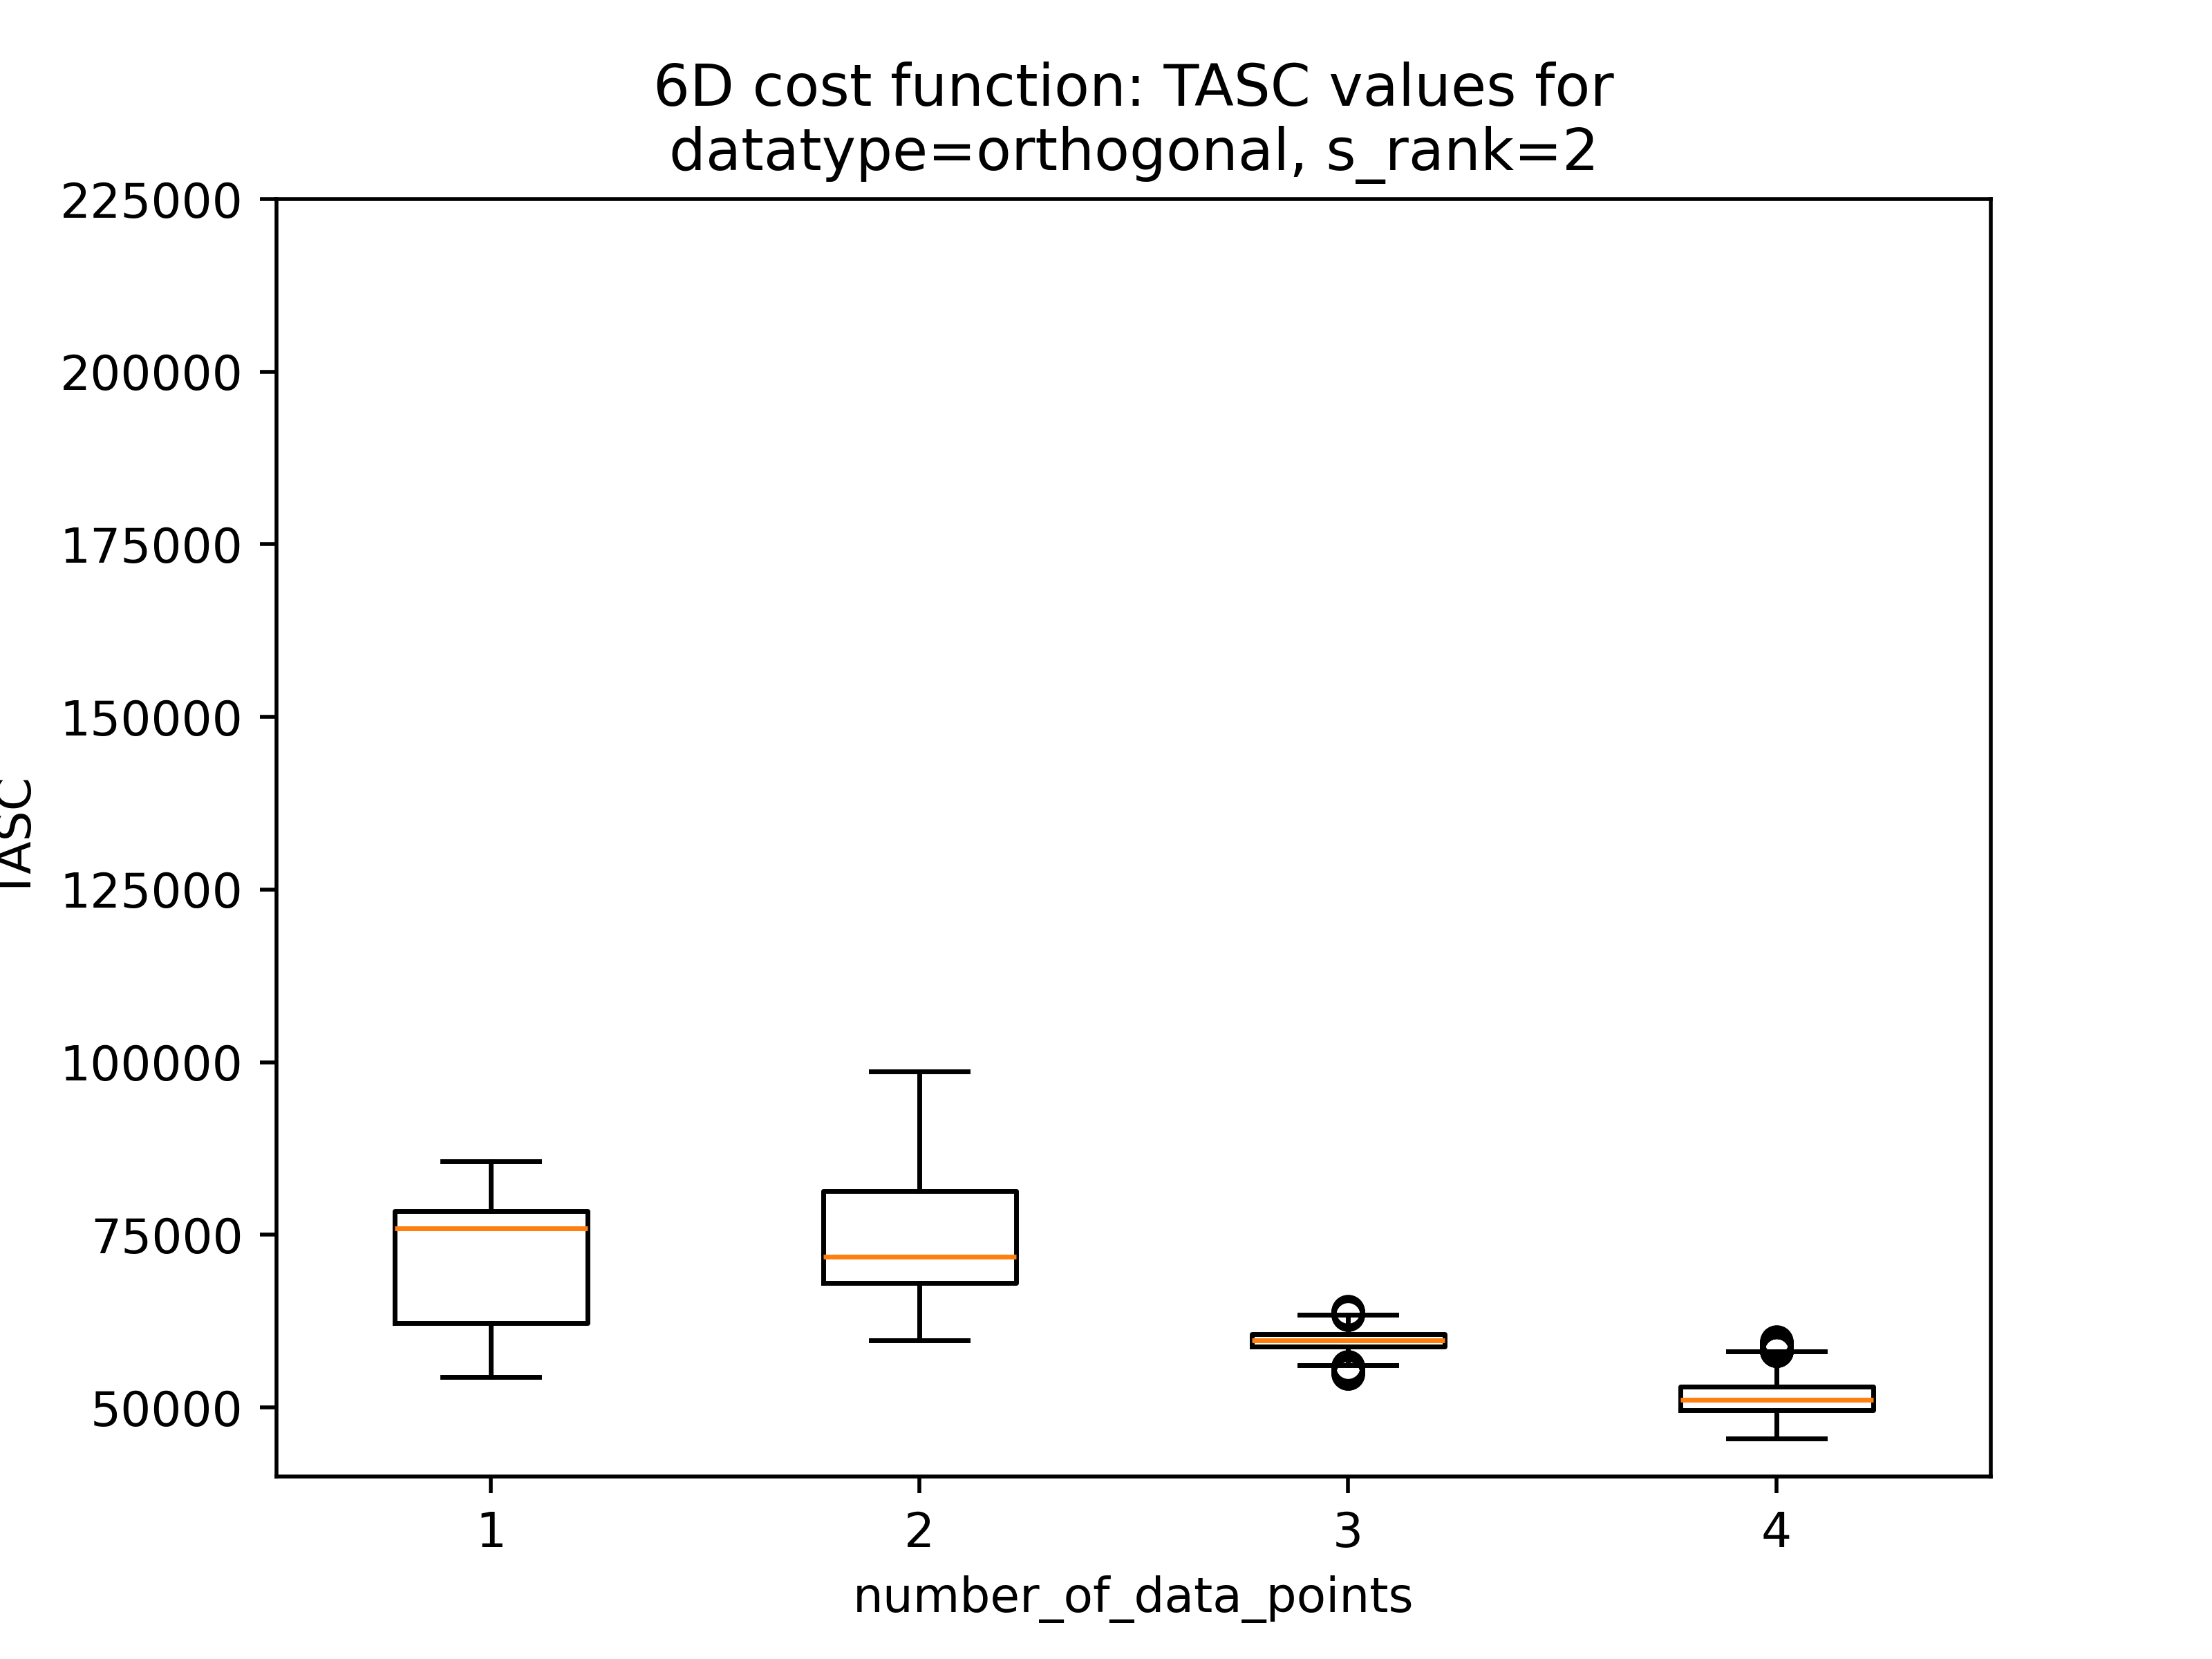 6D cost function: TASC values for
datatype=orthogonal, s_rank=2
225000
200000
175000
150000
125000
100000
75000
50000
TASC
1 2 3 4
number_of_data_points